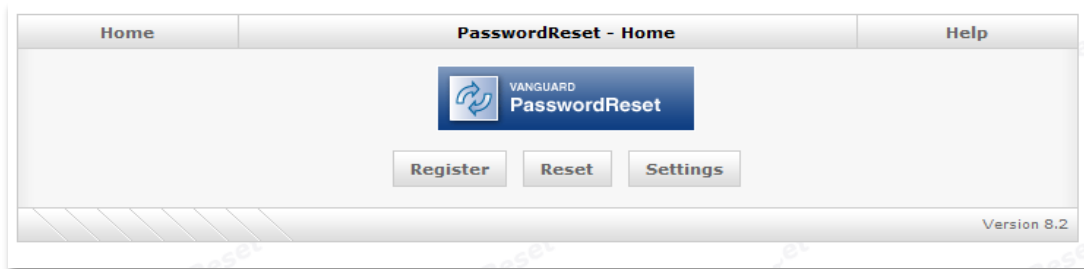 Home PasswordReset - Home Help
VANGUARD
PasswordReset
Register Reset Settings
Version 8.2